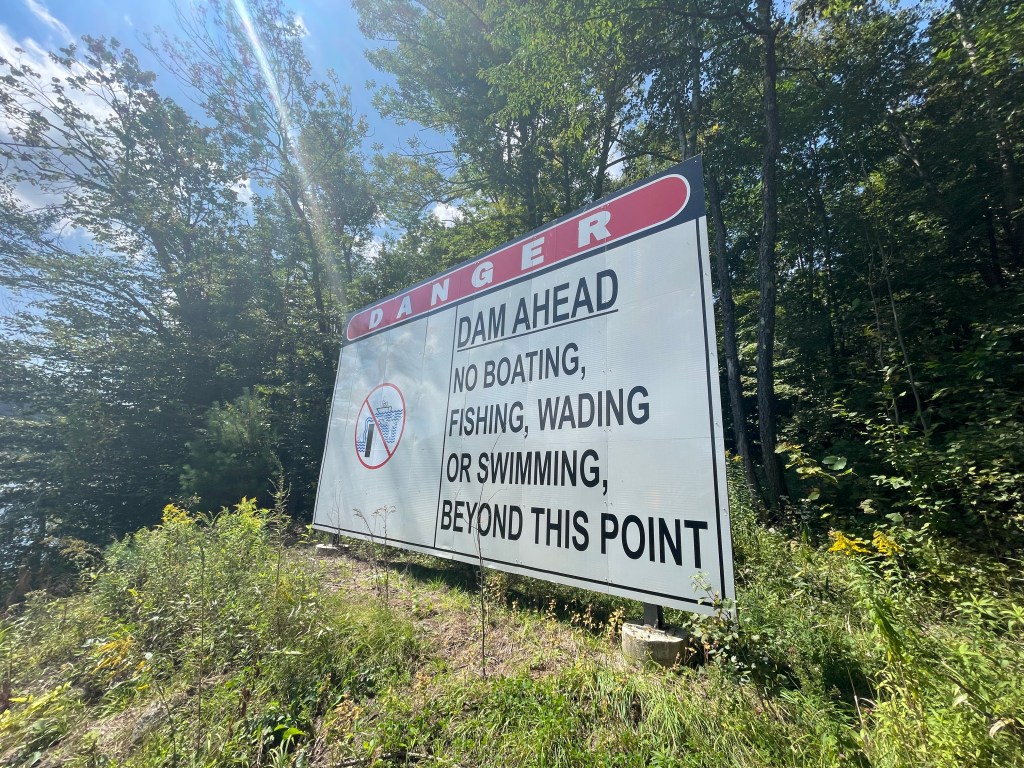 DANGER
DAM AHEAD
NO BOATING,
FISHING, WADING
OR SWIMMING,
BEYOND THIS POINT